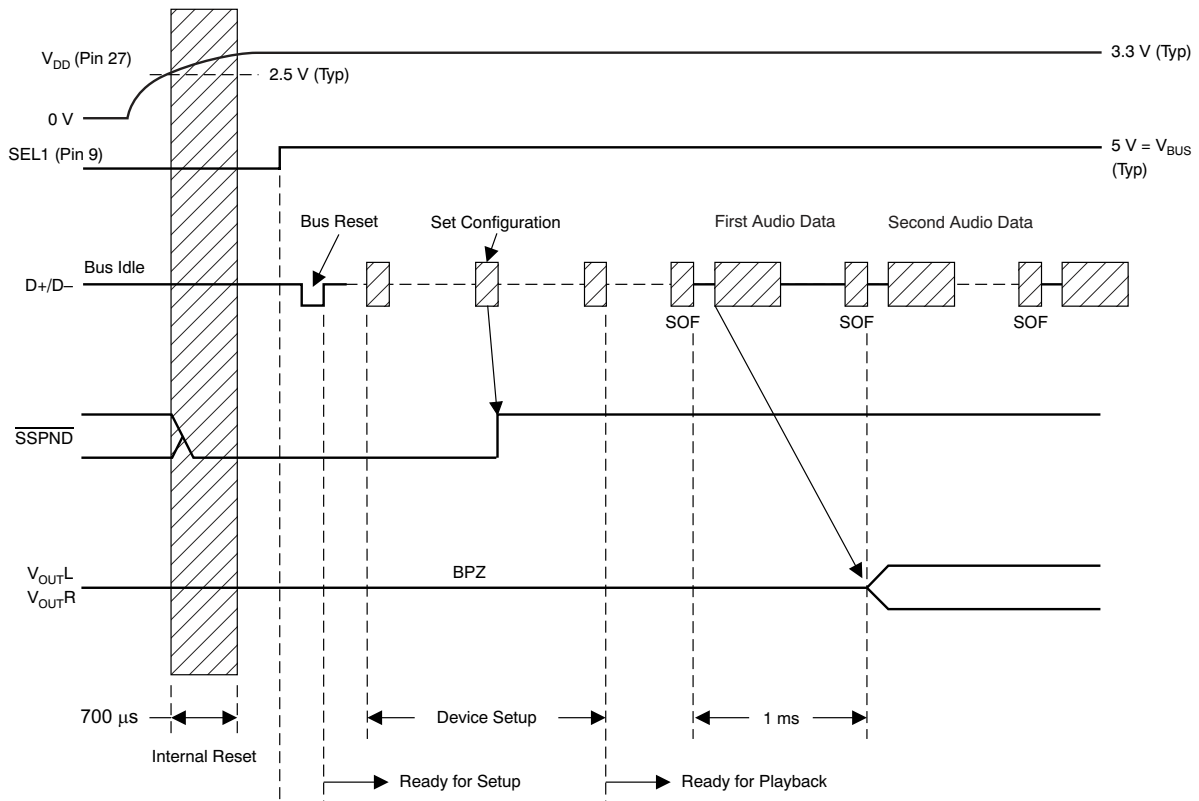 V_DD (Pin 27)
3.3 V (Typ)
2.5 V (Typ)
0 V
SEL1 (Pin 9)
5 V = V_BUS
(Typ)
Bus Reset
Set Configuration
First Audio Data
Second Audio Data
Bus Idle
D+/D–
SOF
SOF
SOF
SSPND
BPZ
V_OUTL
V_OUTR
700 μs
Device Setup
1 ms
Internal Reset
Ready for Setup
Ready for Playback